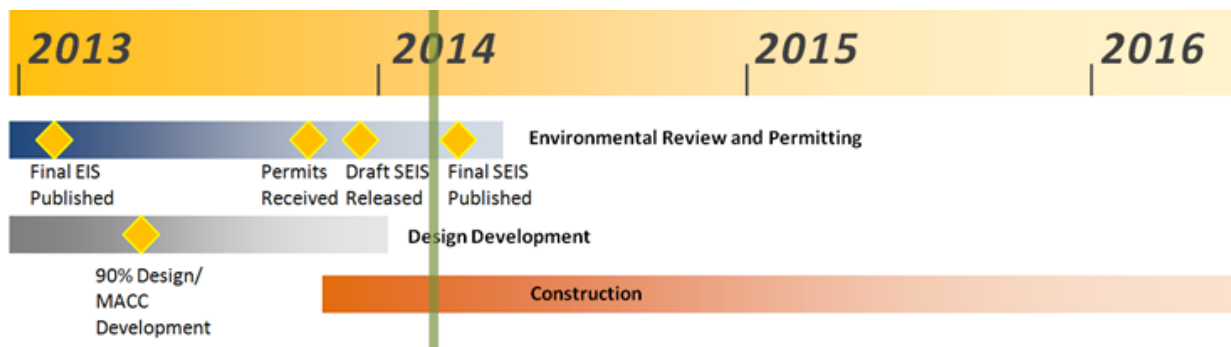 2013 2014 2015 2016
Environmental Review and Permitting
Final EIS
Published
Permits
Received
Draft SEIS
Released
Final SEIS
Published
Design Development
90% Design/
MACC
Development
Construction